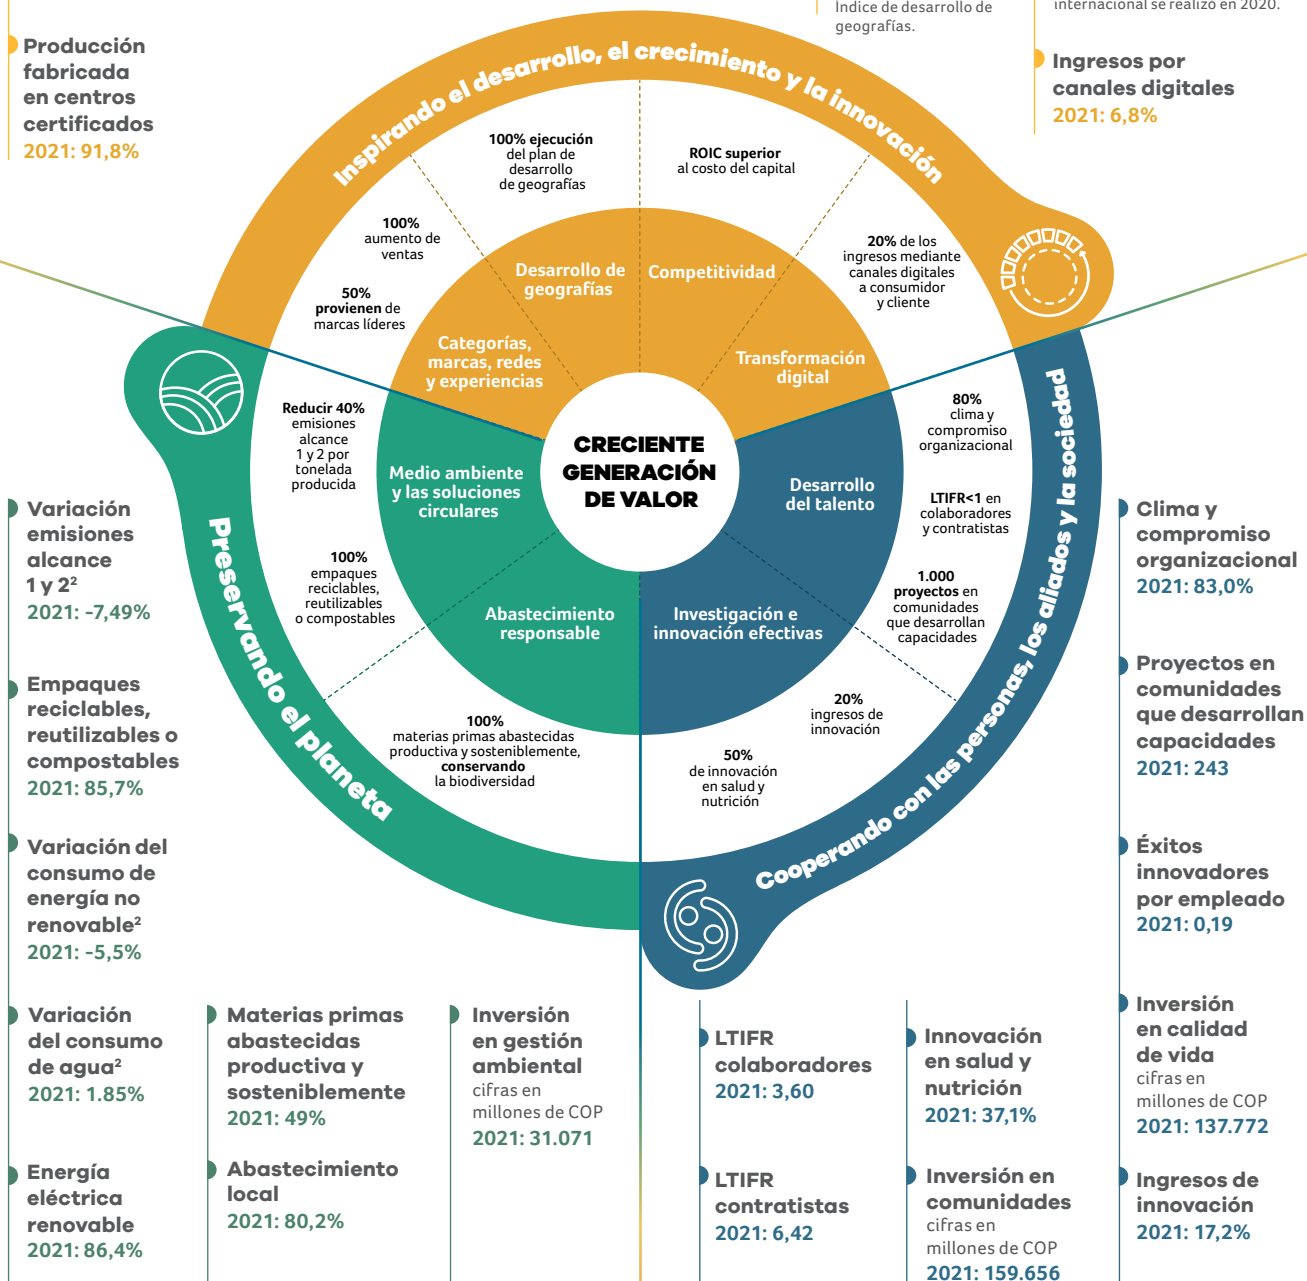 Índice de desarrollo de
geografías.
internacional se realizó en 2020.
Producción
fabricada
en centros
certificados
2021: 91,8%
Ingresos por
canales digitales
2021: 6,8%
Inspirando el desarrollo, el crecimiento y la innovación
100% ejecución
del plan de
desarrollo
de geografías
ROIC superior
al costo del capital
100%
aumento de
ventas
50%
provienen de
marcas líderes
20% de los
ingresos mediante
canales digitales
a consumidor
y cliente
Desarrollo de
geografías
Competitividad
Categorías,
marcas, redes
y experiencias
Transformación
digital
CRECIENTE
GENERACIÓN
DE VALOR
Reducir 40%
emisiones
alcance
1 y 2 por
tonelada
producida
Medio ambiente
y las soluciones
circulares
100%
empaques
reciclables,
reutilizables
o compostables
Abastecimiento
responsable
100%
materias primas abastecidas
productiva y sosteniblemente,
conservando
la biodiversidad
Preservando el planeta
80%
clima y
compromiso
organizacional
Desarrollo
del talento
LTIFR<1 en
colaboradores
y contratistas
1.000
proyectos en
comunidades
que desarrollan
capacidades
Investigación e
innovación efectivas
20%
ingresos de
innovación
50%
de innovación
en salud y
nutrición
Cooperando con las personas, los aliados y la sociedad
Variación
emisiones
alcance
1 y 2²
2021: -7,49%
Empaques
reciclables,
reutilizables o
compostables
2021: 85,7%
Variación del
consumo de
energía no
renovable²
2021: -5,5%
Variación
del consumo
de agua²
2021: 1.85%
Energía
eléctrica
renovable
2021: 86,4%
Materias primas
abastecidas
productiva y
sosteniblemente
2021: 49%
Abastecimiento
local
2021: 80,2%
Inversión
en gestión
ambiental
cifras en
millones de COP
2021: 31.071
LTIFR
colaboradores
2021: 3,60
LTIFR
contratistas
2021: 6,42
Innovación
en salud y
nutrición
2021: 37,1%
Inversión en
comunidades
cifras en
millones de COP
2021: 159.656
Clima y
compromiso
organizacional
2021: 83,0%
Proyectos en
comunidades
que desarrollan
capacidades
2021: 243
Éxitos
innovadores
por empleado
2021: 0,19
Inversión
en calidad
de vida
cifras en
millones de COP
2021: 137.772
Ingresos de
innovación
2021: 17,2%